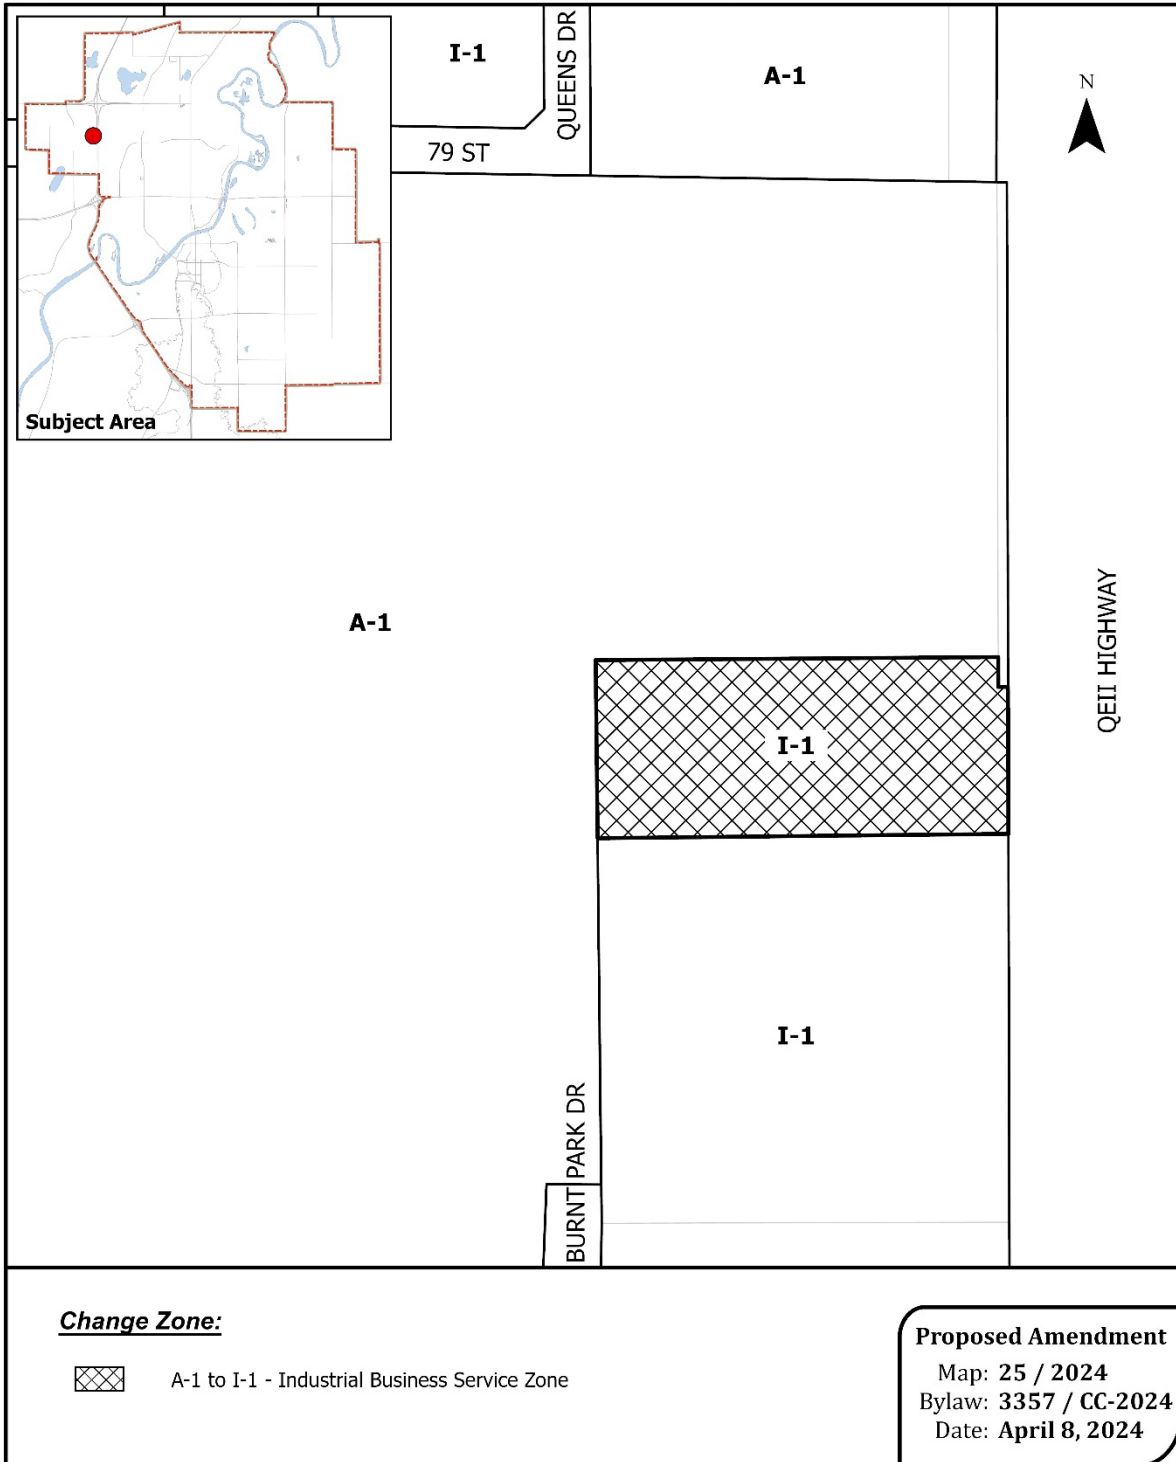 I-1
QUEENS DR
A-1
N
79 ST
Subject Area
A-1
QEII HIGHWAY
I-1
I-1
BURNT PARK DR
Change Zone:
A-1 to I-1 - Industrial Business Service Zone
Proposed Amendment
Map: 25 / 2024
Bylaw: 3357 / CC-2024
Date: April 8, 2024